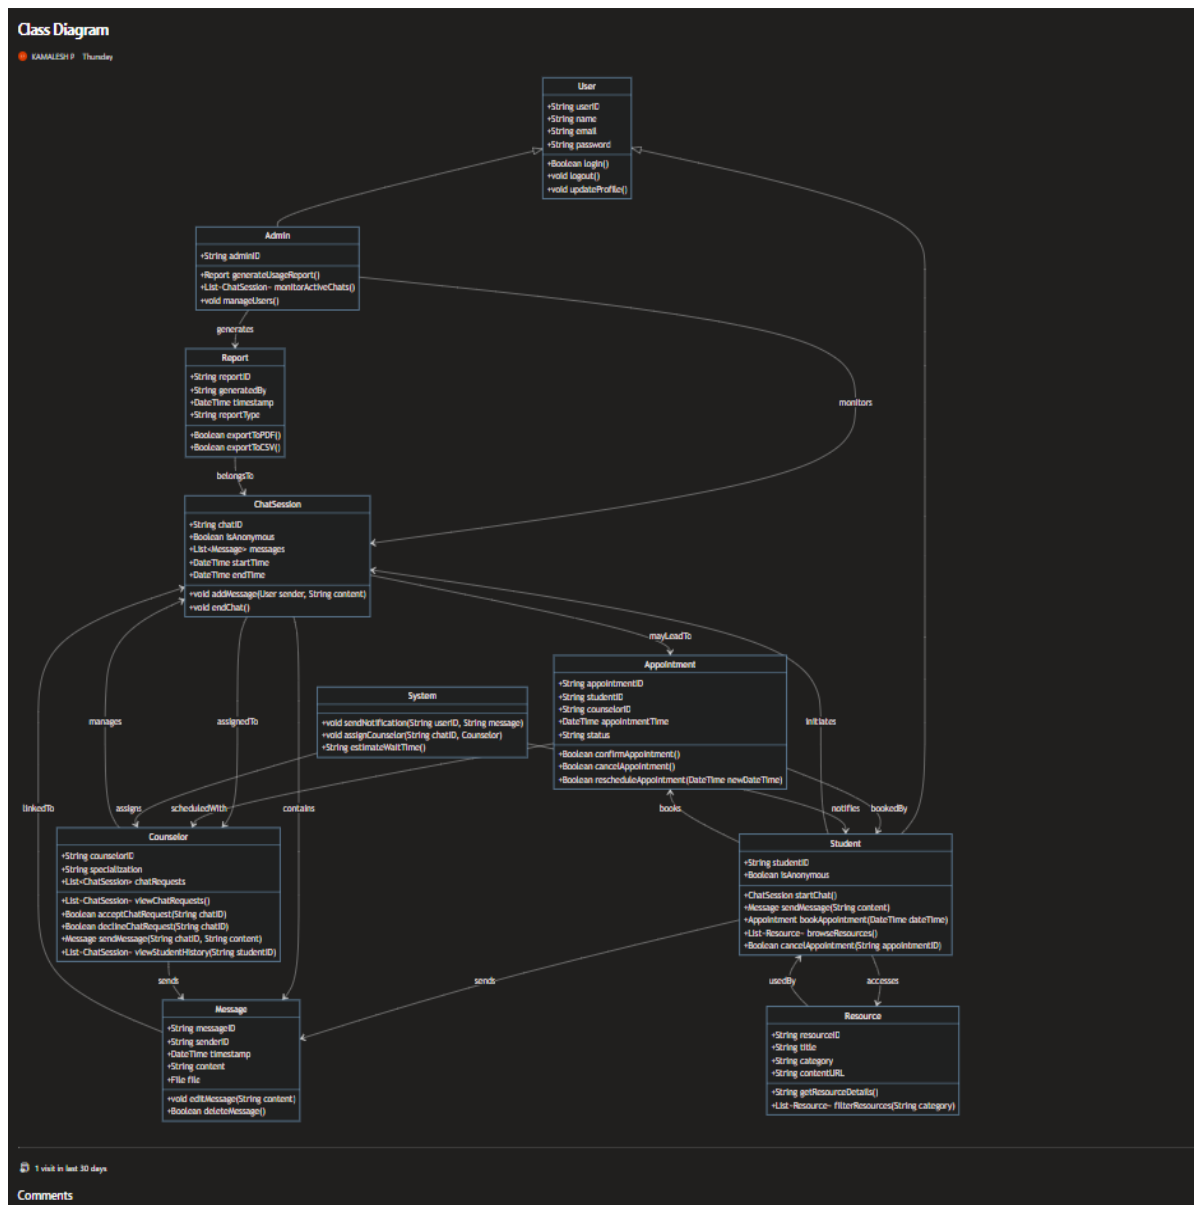 Class Diagram
KAMALESH P Thursday
User
+String userID
+String name
+String email
+String password
+Boolean login()
+void logout()
+void updateProfile()
Admin
+String adminID
+Report generateUsageReport()
+List~ChatSession~ monitorActiveChats()
+void manageUsers()
generates
Report
+String reportID
+String generatedBy
+DateTime timestamp
+String reportType
+Boolean exportToPDF()
+Boolean exportToCSV()
monitors
belongsTo
ChatSession
+String chatID
+Boolean isAnonymous
+List<Message> messages
+DateTime startTime
+DateTime endTime
+void addMessage(User sender, String content)
+void endChat()
mayLeadTo
Appointment
+String appointmentID
+String studentID
+String counselorID
+DateTime appointmentTime
+String status
+Boolean confirmAppointment()
+Boolean cancelAppointment()
+Boolean rescheduleAppointment(DateTime newDateTime)
System
+void sendNotification(String userID, String message)
+void assignCounselor(String chatID, Counselor)
+String estimateWaitTime()
manages
assignedTo
initiates
linkedTo
assigns
scheduledWith
contains
books
notifies
bookedBy
Counselor
+String counselorID
+String specialization
+List<ChatSession> chatRequests
+List~ChatSession~ viewChatRequests()
+Boolean acceptChatRequest(String chatID)
+Boolean declineChatRequest(String chatID)
+Message sendMessage(String chatID, String content)
+List~ChatSession~ viewStudentHistory(String studentID)
Student
+String studentID
+Boolean isAnonymous
+ChatSession startChat()
+Message sendMessage(String content)
+Appointment bookAppointment(DateTime dateTime)
+List~Resource~ browseResources()
+Boolean cancelAppointment(String appointmentID)
sends
sends
usedBy
accesses
Message
+String messageID
+String senderID
+DateTime timestamp
+String content
+File file
+void editMessage(String content)
+Boolean deleteMessage()
Resource
+String resourceID
+String title
+String category
+String contentURL
+String getResourceDetails()
+List~Resource~ filterResources(String category)
1 visit in last 30 days
Comments